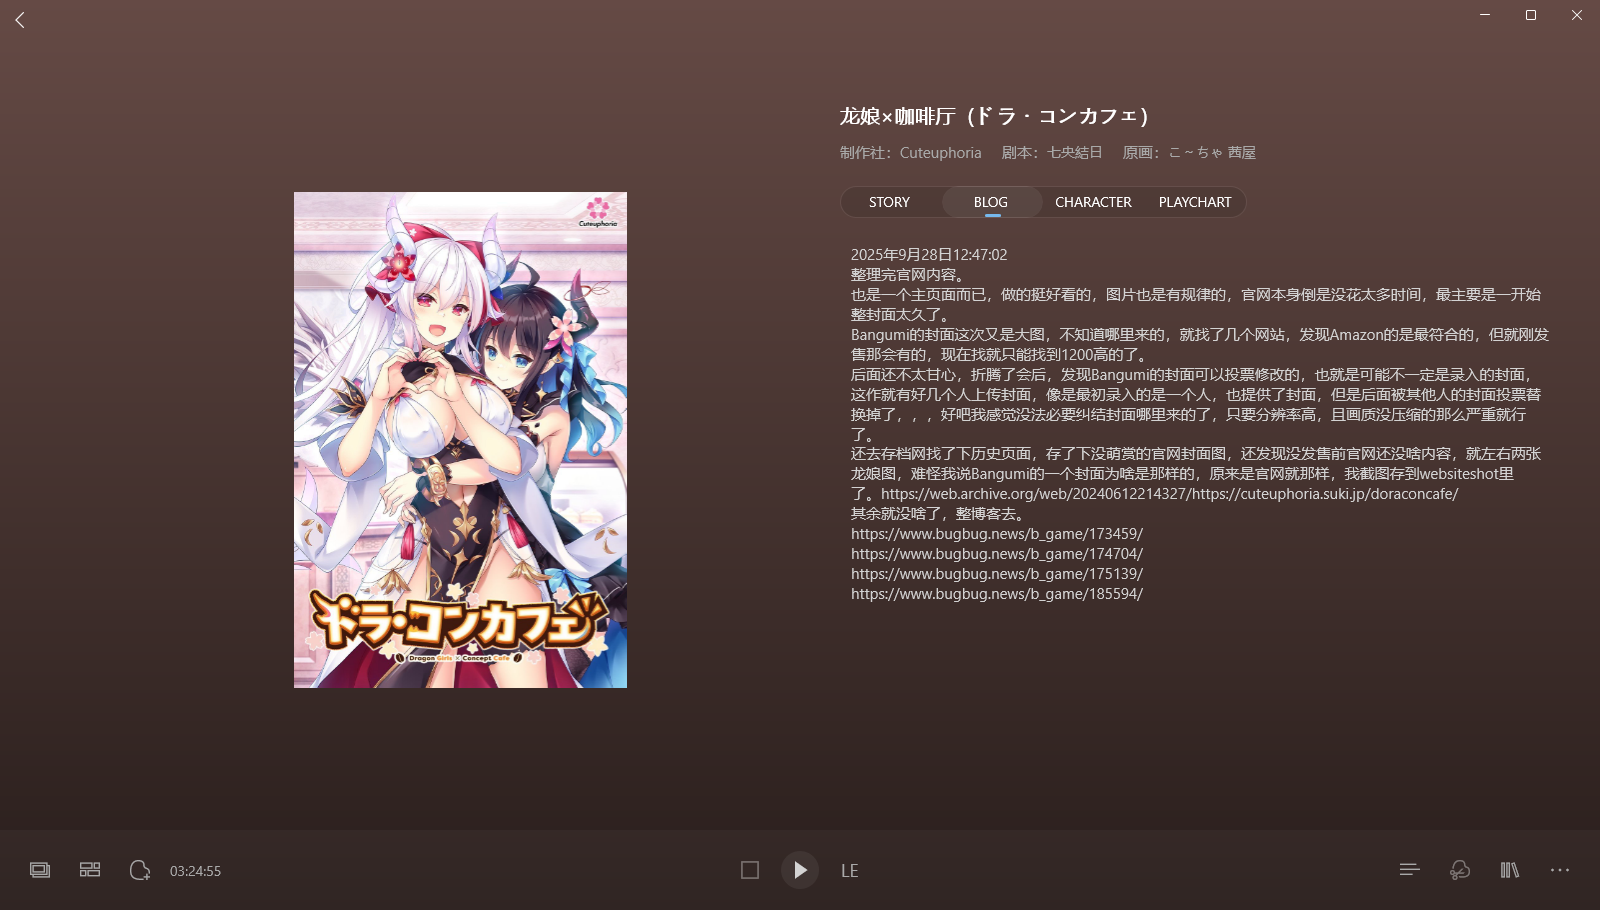 龙娘×咖啡厅 (ドラ・コンカフェ)
制作社：Cuteuphoria 剧本：七央結日 原画：こ~ちゃ 茜屋
STORY BLOG CHARACTER PLAYCHART
2025年9月28日12:47:02
整理完官网内容。
也是一个主页面而已，做的挺好看的，图片也是有规律的，官网本身倒是没花太多时间，最主要是一开始
整封面太久了。
Bangumi的封面这次又是大图，不知道哪里来的，就找了几个网站，发现Amazon的是最符合的，但就刚发
售那会有的，现在找就只能找到1200高的了。
后面还不太甘心，折腾了会后，发现Bangumi的封面可以投票修改的，也就是可能不一定是录入的封面，
这作就有好几个人上传封面，像是最初录入的是一个人，也提供了封面，但是后面被其他人的封面投票替
换掉了，，，好吧我感觉没法必要纠结封面哪里来的了，只要分辨率高，且画质没压缩的那么严重就行
了。
还去存档网找了下历史页面，存了下没萌赏的官网封面图，还发现没发售前官网还没啥内容，就左右两张
龙娘图，难怪我说Bangumi的一个封面为啥是那样的，原来是官网就那样，我截图存到websiteshot里
了。https://web.archive.org/web/20240612214327/https://cuteuphoria.suki.jp/doraconcafe/
其余就没啥了，整博客去。
https://www.bugbug.news/b_game/173459/
https://www.bugbug.news/b_game/174704/
https://www.bugbug.news/b_game/175139/
https://www.bugbug.news/b_game/185594/
Cuteuphoria
ドラ・コンカフェ
Dragon Girls × Concept Cafe
03:24:55
LE